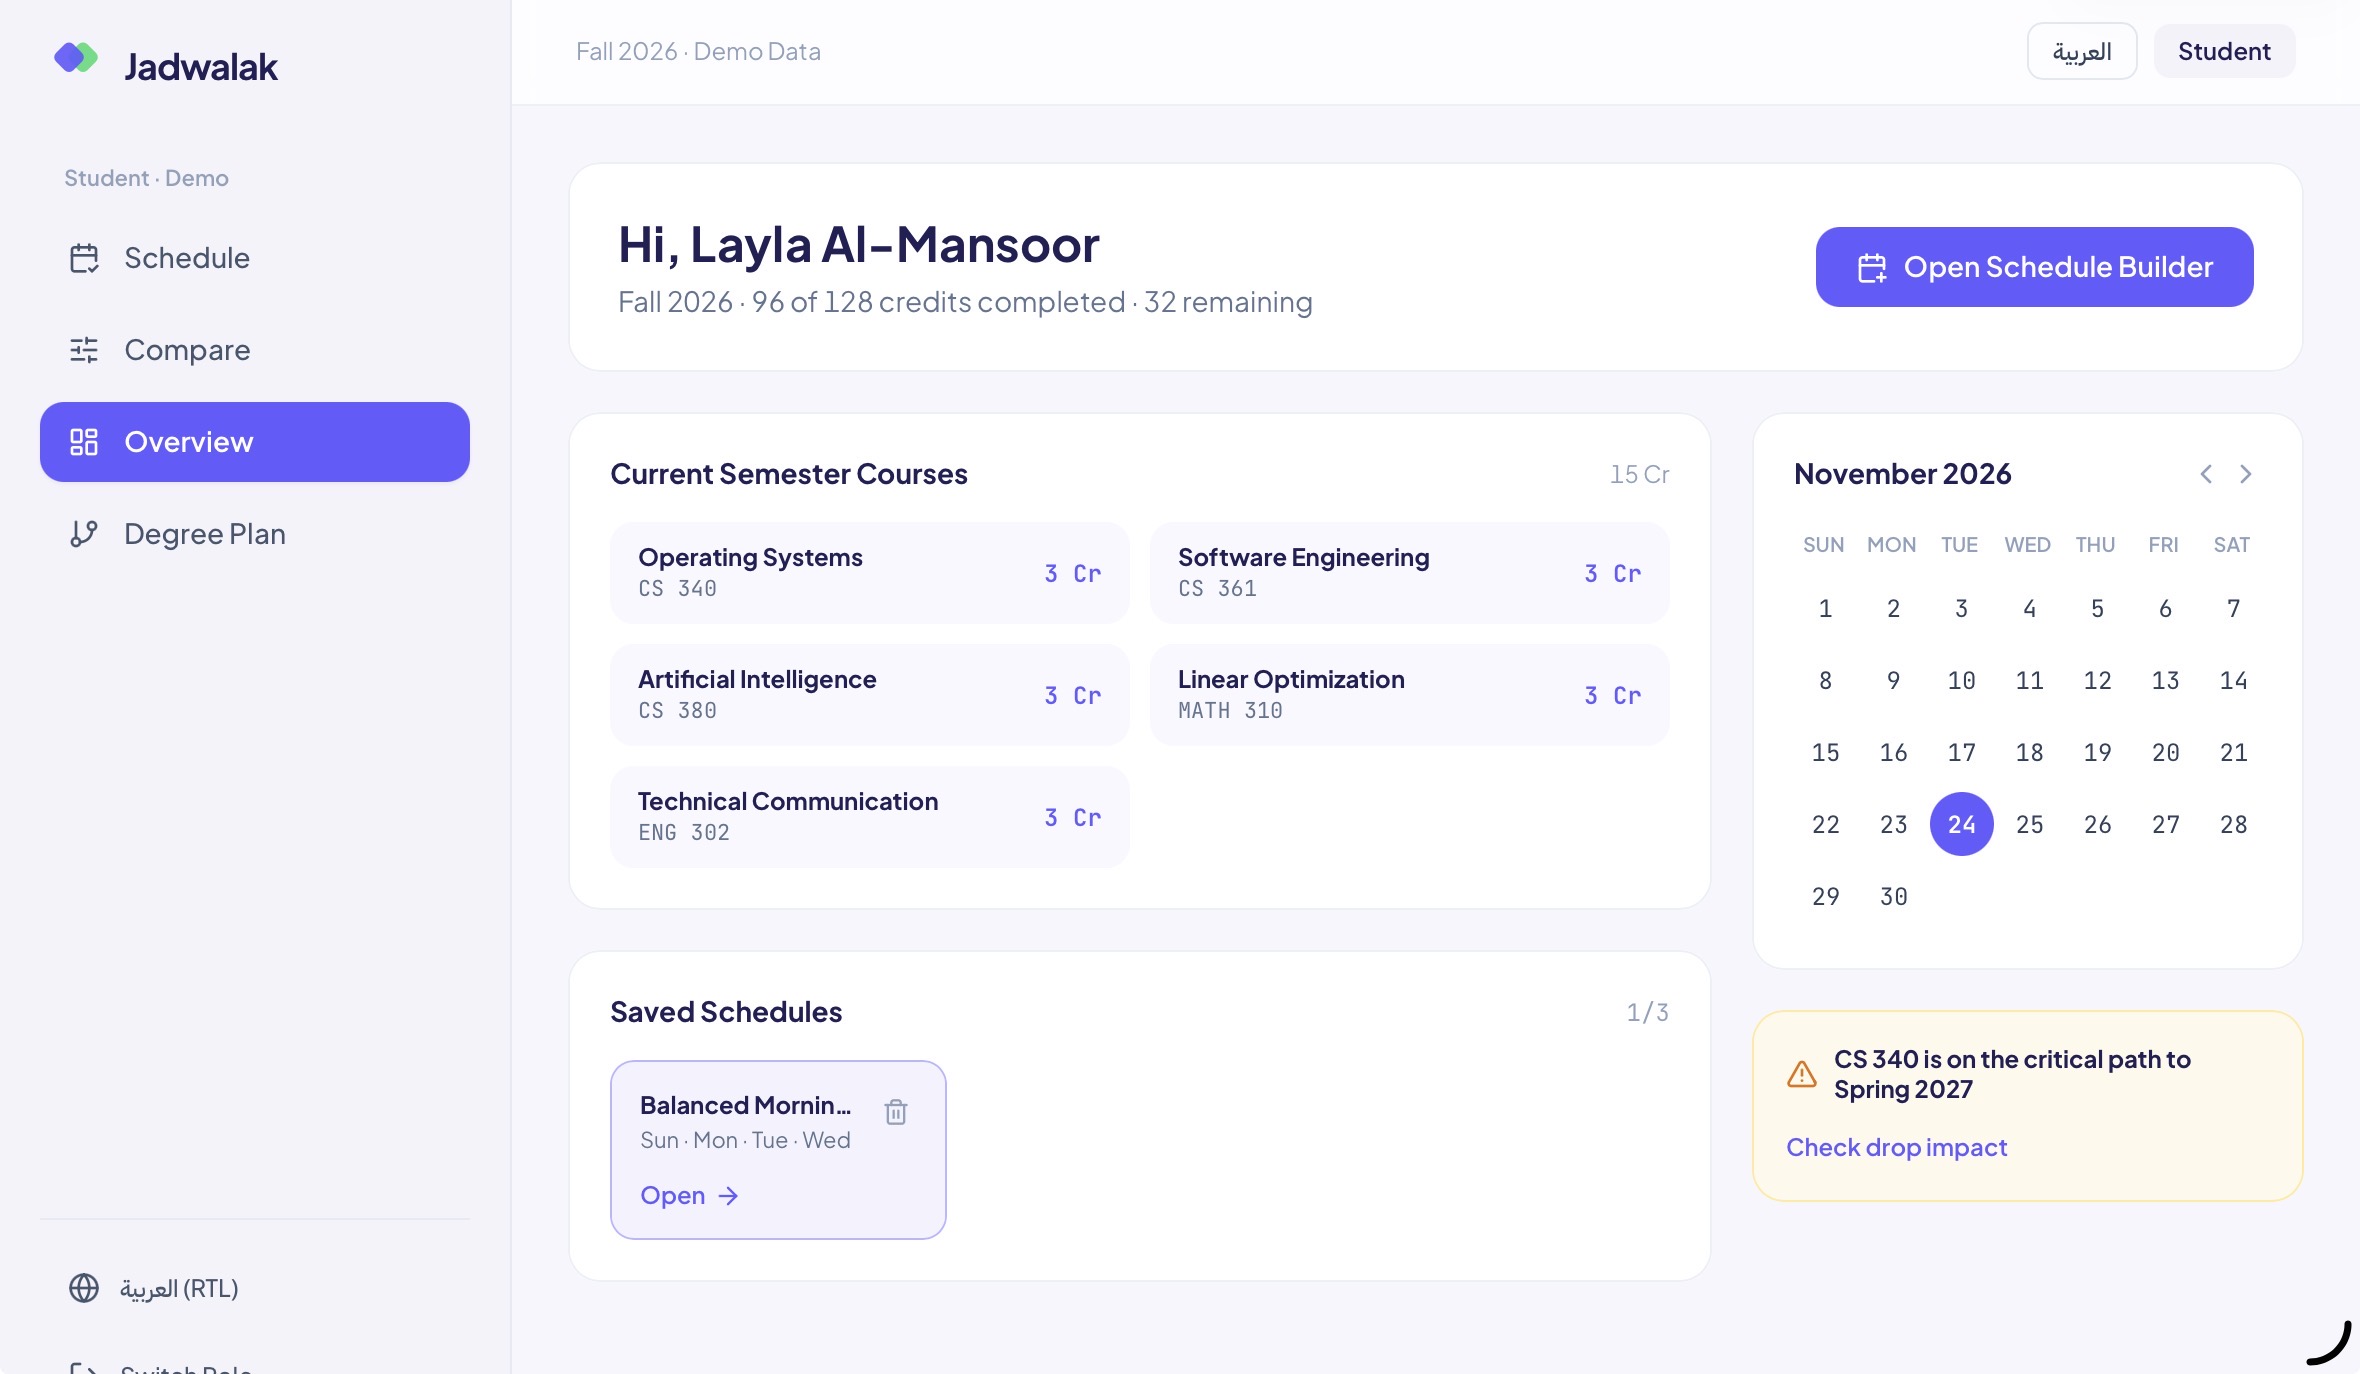 Jadwalak
Student · Demo
Schedule
Compare
Overview
Degree Plan
العربية (RTL)
Switch Role
Fall 2026 · Demo Data
العربية
Student
Hi, Layla Al-Mansoor
Fall 2026 · 96 of 128 credits completed · 32 remaining
Open Schedule Builder
Current Semester Courses
15 Cr
Operating Systems
CS 340
3 Cr
Software Engineering
CS 361
3 Cr
Artificial Intelligence
CS 380
3 Cr
Linear Optimization
MATH 310
3 Cr
Technical Communication
ENG 302
3 Cr
Saved Schedules
1/3
Balanced Mornin...
Sun · Mon · Tue · Wed
Open
November 2026
SUN MON TUE WED THU FRI SAT
1 2 3 4 5 6 7
8 9 10 11 12 13 14
15 16 17 18 19 20 21
22 23 24 25 26 27 28
29 30
CS 340 is on the critical path to
Spring 2027
Check drop impact